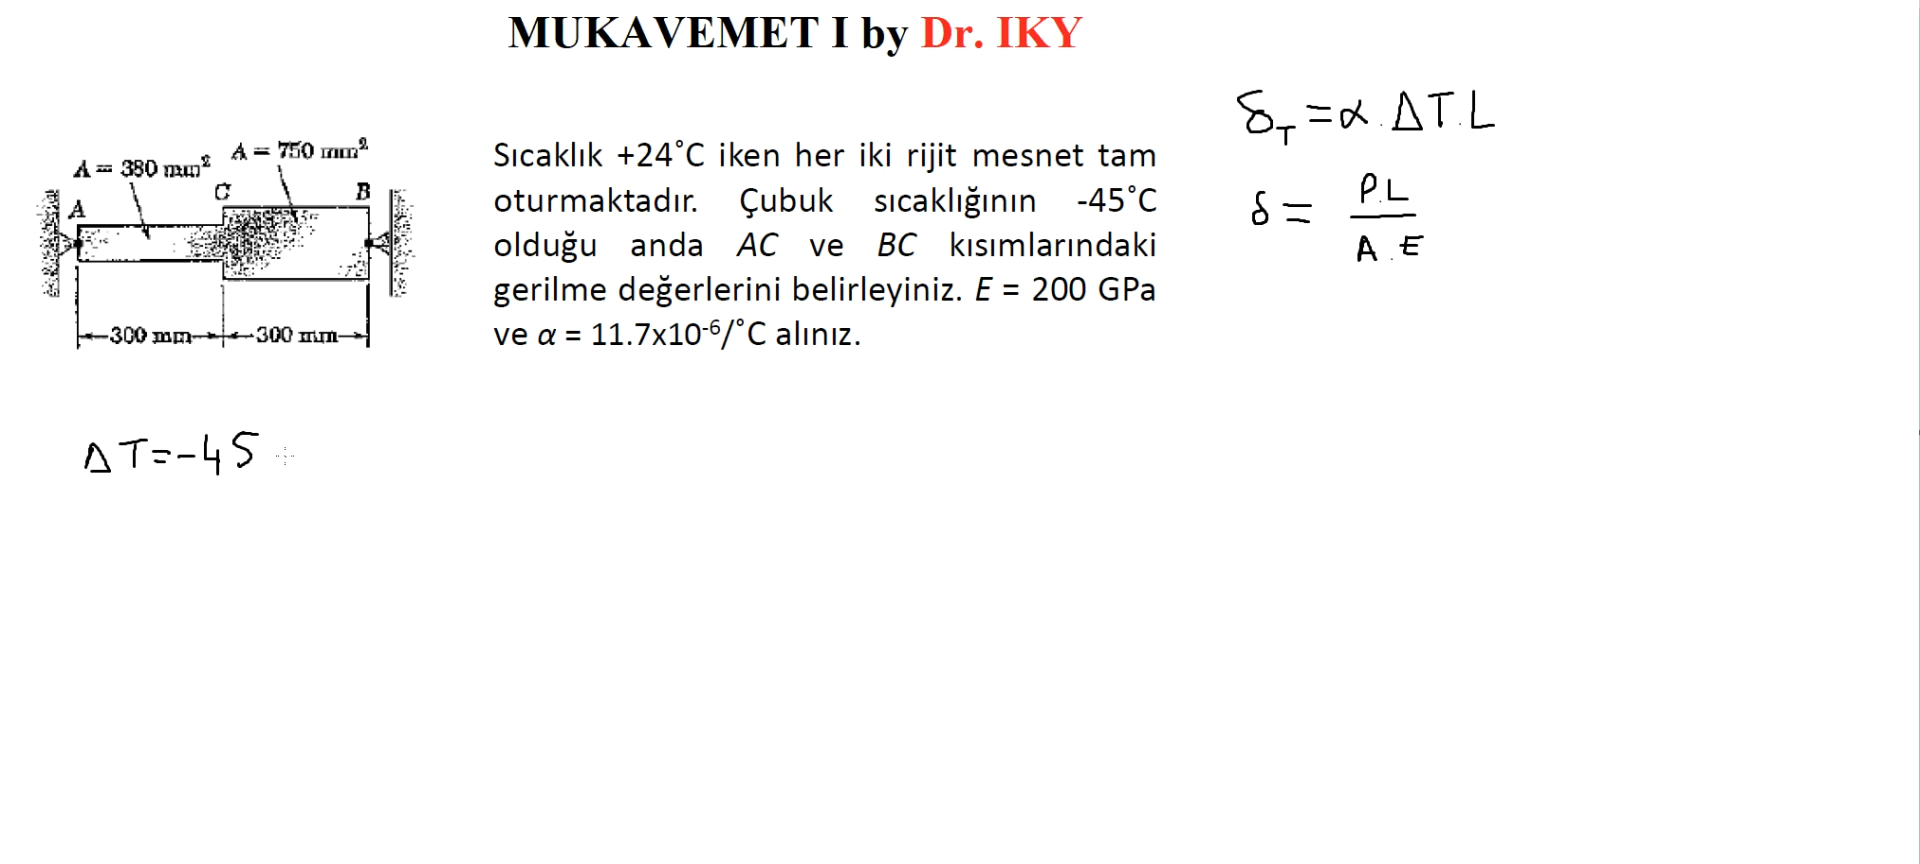 MUKAVEMET I by Dr. IKY
A = 380 mm²
A = 750 mm²
A
C
B
300 mm
300 mm
Sıcaklık +24°C iken her iki rijit mesnet tam
oturmaktadır. Çubuk sıcaklığının -45°C
olduğu anda AC ve BC kısımlarındaki
gerilme değerlerini belirleyiniz. E = 200 GPa
ve α = 11.7x10⁻⁶/°C alınız.
δ_T = α . ΔT . L
δ = P.L / A.E
ΔT = -45